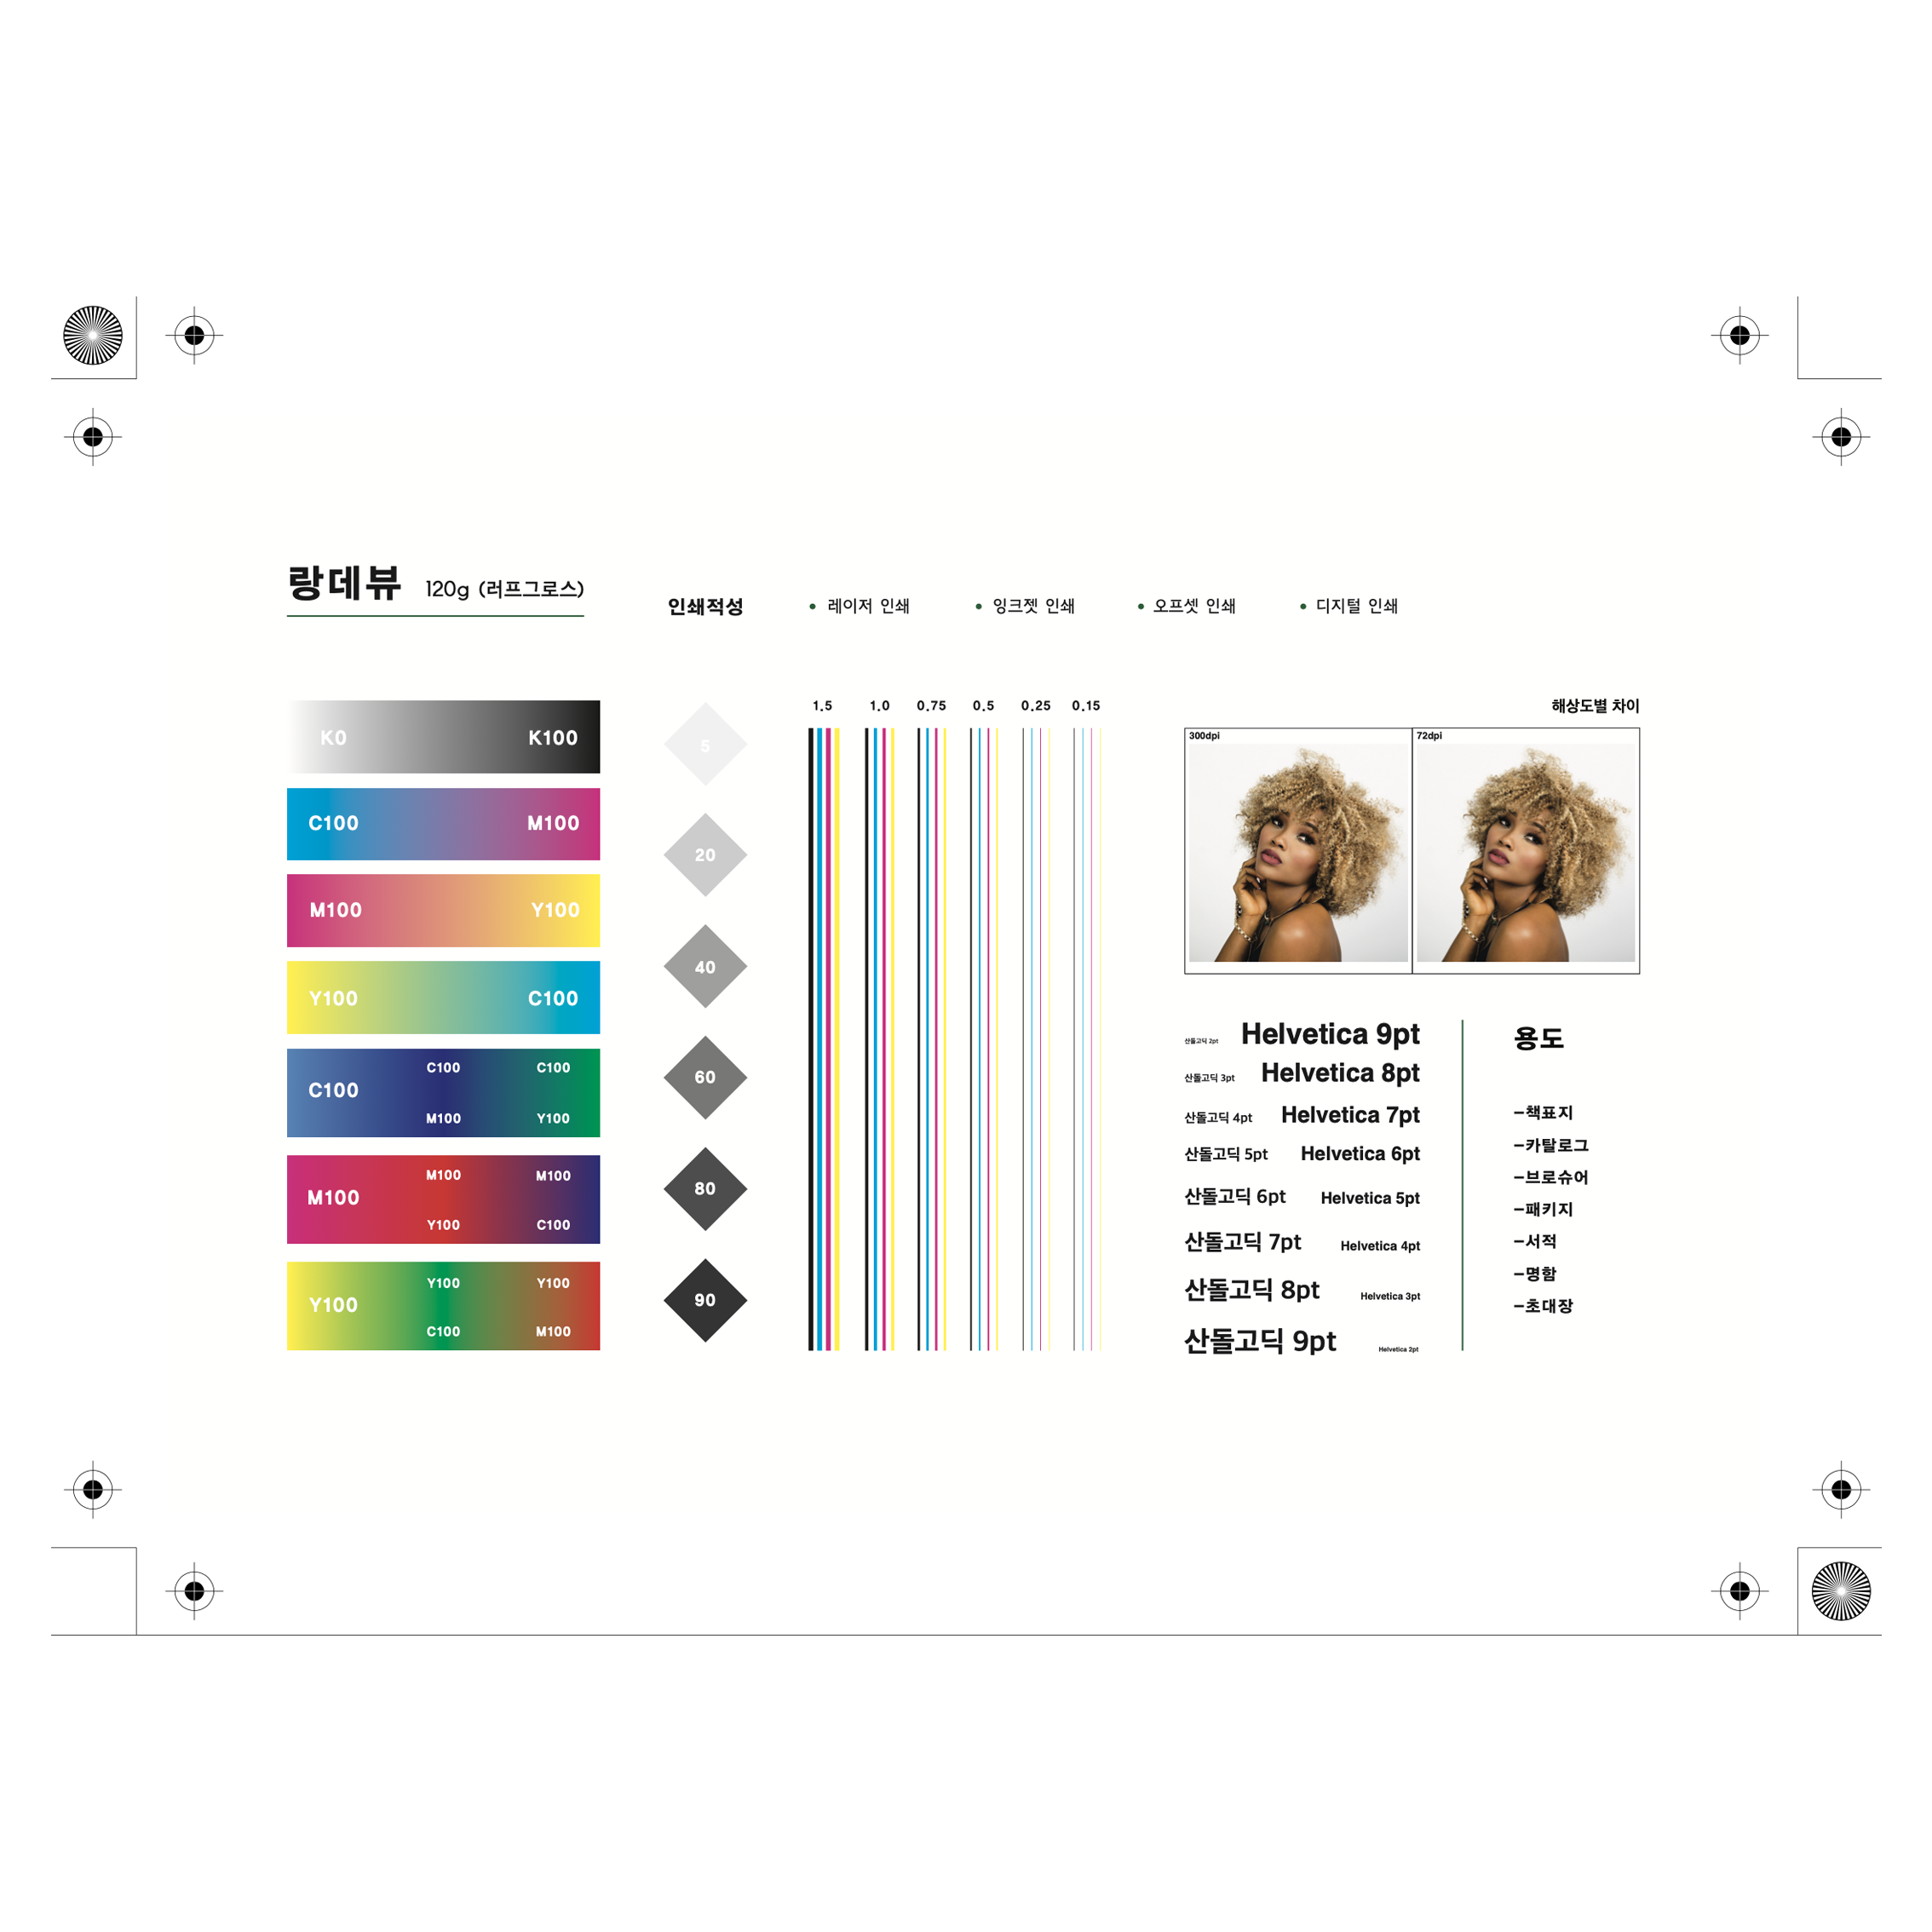 랑데뷰 120g (러프그로스)
인쇄적성
• 레이저 인쇄
• 잉크젯 인쇄
• 오프셋 인쇄
• 디지털 인쇄
K0 K100
C100 M100
M100 Y100
Y100 C100
C100 C100 M100 C100 Y100
M100 M100 Y100 M100 C100
Y100 Y100 C100 Y100 M100
5
20
40
60
80
90
1.5 1.0 0.75 0.5 0.25 0.15
해상도별 차이
300dpi 72dpi
산돌고딕 2pt Helvetica 9pt
산돌고딕 3pt Helvetica 8pt
산돌고딕 4pt Helvetica 7pt
산돌고딕 5pt Helvetica 6pt
산돌고딕 6pt Helvetica 5pt
산돌고딕 7pt Helvetica 4pt
산돌고딕 8pt Helvetica 3pt
산돌고딕 9pt Helvetica 2pt
용도
–책표지
–카탈로그
–브로슈어
–패키지
–서적
–명함
–초대장